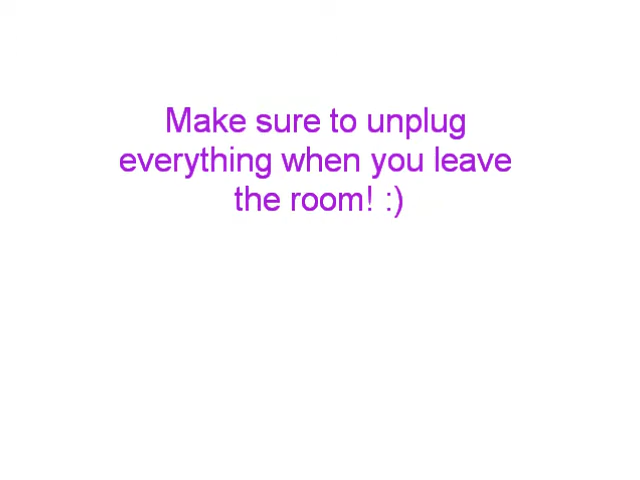 Make sure to unplug
everything when you leave
the room! :)